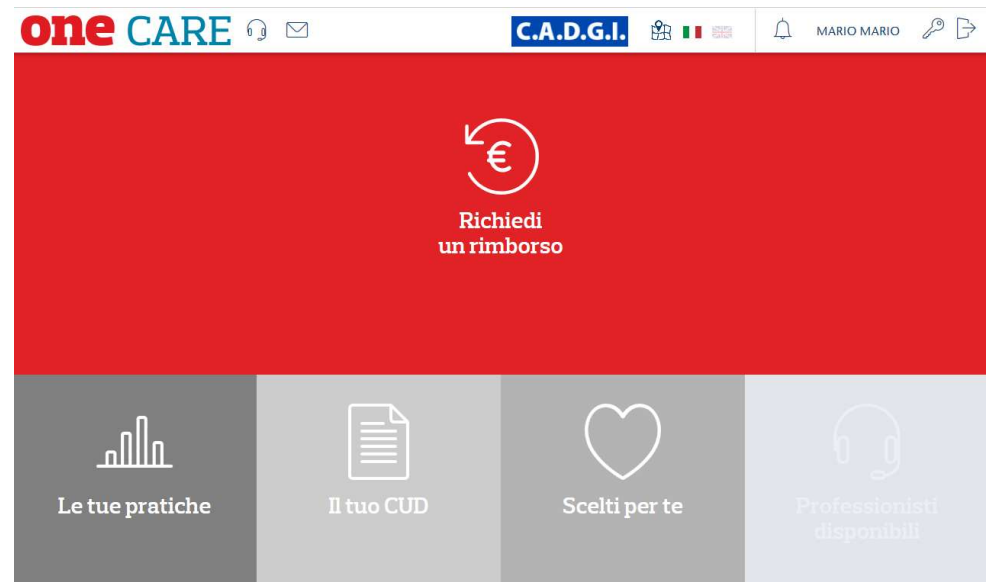 one CARE C.A.D.G.I. MARIO MARIO
€
Richiedi
un rimborso
Le tue pratiche Il tuo CUD Scelti per te Professionisti
disponibili